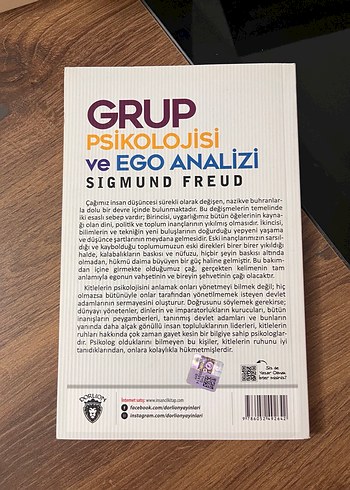 GRUP
PSİKOLOJİSİ
ve EGO ANALİZİ
SIGMUND FREUD
Çağımız insan düşüncesi sürekli olarak değişen, nazikve buhranlar-
la dolu bir devre içinde bulunmaktadır. Bu değişmelerin temelinde
iki esaslı sebep vardır; Birincisi, uygarlığımız bütün öğelerinin kayna-
ğı olan dini, politik ve toplum inançlarının yıkılmış olmasıdır. İkincisi,
bilimlerin ve tekniğin yeni buluşlarının doğurduğu yepyeni yaşama
ve düşünce şartlarının meydana gelmesidir. Eski inançlarımızın sarsıl-
dığı ve kaybolduğu toplumumuzun eski direkleri birer birer yıkıldığı
halde, kalabalıkların baskısı ve nüfuzu, hiçbir şeyin baskısı altında
olmadan, hükmü daima büyüyen bir güç haline gelmiştir. Bu bakım-
dan içine girmekte olduğumuz çağ, gerçekten kelimenin tam
anlamıyla egonun vahşetinin ve bireyin şehvetinin çağı olacaktır.
Kitlelerin psikolojisini anlamak onları yönetmeyi bilmek değil; hiç
olmazsa bütünüyle onlar tarafından yönetilmemek isteyen devlet
adamlarının sermayesini oluşturur. Doğrusunu söylemek gerekirse;
dünyayı yönetenler, dinlerin ve imparatorlukların kurucuları, bütün
inanışların peygamberleri, tanınmış devlet adamları ve bunların
yanında daha alçak gönüllü insan topluluklarının liderleri, kitlelerin
ruhları hakkında çok zaman gayet kesin bir bilgiye sahip psikologlar-
dır. Psikolog olduklarını bilmeyen bu kişiler, kitlelerin ruhunu iyi
tanıdıklarından, onlara kolaylıkla hükmetmişlerdir.
DORLION
İnternet satış: www.insancilkitap.com
facebook.com/dorlionyayinlari
instagram.com/dorlionyayinlari
Siz de
Yazar Olmak
İster misiniz?
9786052492642